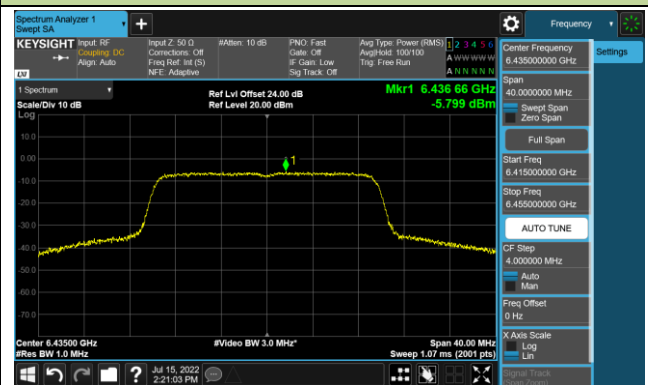 Spectrum Analyzer 1
Swept SA
Frequency
KEYSIGHT
Input: RF
Coupling: DC
Align: Auto
Input Z: 50 Ω
Corrections: Off
Freq Ref: Int (S)
NFE: Adaptive
#Atten: 10 dB
PNO: Fast
Gate: Off
IF Gain: Low
Sig Track: Off
Avg Type: Power (RMS)
Avg|Hold: 100/100
Trig: Free Run
1 2 3 4 5 6
A W W W W W
A N N N N N
LXI
1 Spectrum
Scale/Div 10 dB
Log
Ref Lvl Offset 24.00 dB
Ref Level 20.00 dBm
Mkr1 6.436 66 GHz
-5.799 dBm
10.0
0.00
-10.0
-20.0
-30.0
-40.0
-50.0
-60.0
-70.0
1
Center 6.43500 GHz
#Res BW 1.0 MHz
#Video BW 3.0 MHz*
Span 40.00 MHz
Sweep 1.07 ms (2001 pts)
Jul 15, 2022
2:21:03 PM
Center Frequency
6.435000000 GHz
Settings
Span
40.0000000 MHz
Swept Span
Zero Span
Full Span
Start Freq
6.415000000 GHz
Stop Freq
6.455000000 GHz
AUTO TUNE
CF Step
4.000000 MHz
Auto
Man
Freq Offset
0 Hz
X Axis Scale
Log
Lin
Signal Track
(Span Zoom)